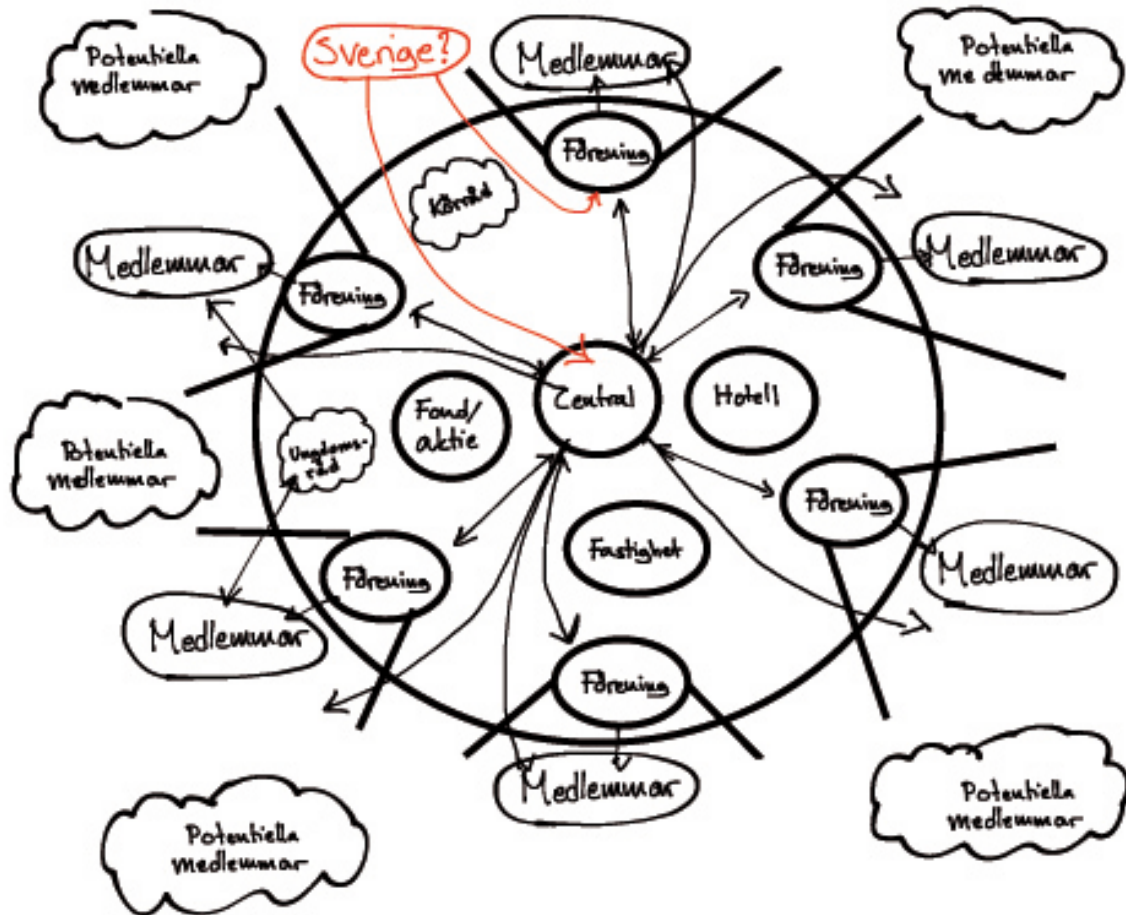 Potentiella
medlemmar
Sverige?
Medlemmar
Potentiella
medlemmar
Förening
Körråd
Medlemmar
Förening
Förening
Medlemmar
Central
Hotell
Fond/
aktie
Potentiella
medlemmar
Ungdoms-
råd
Förening
Fastighet
Förening
Medlemmar
Medlemmar
Förening
Medlemmar
Potentiella
medlemmar
Potentiella
medlemmar